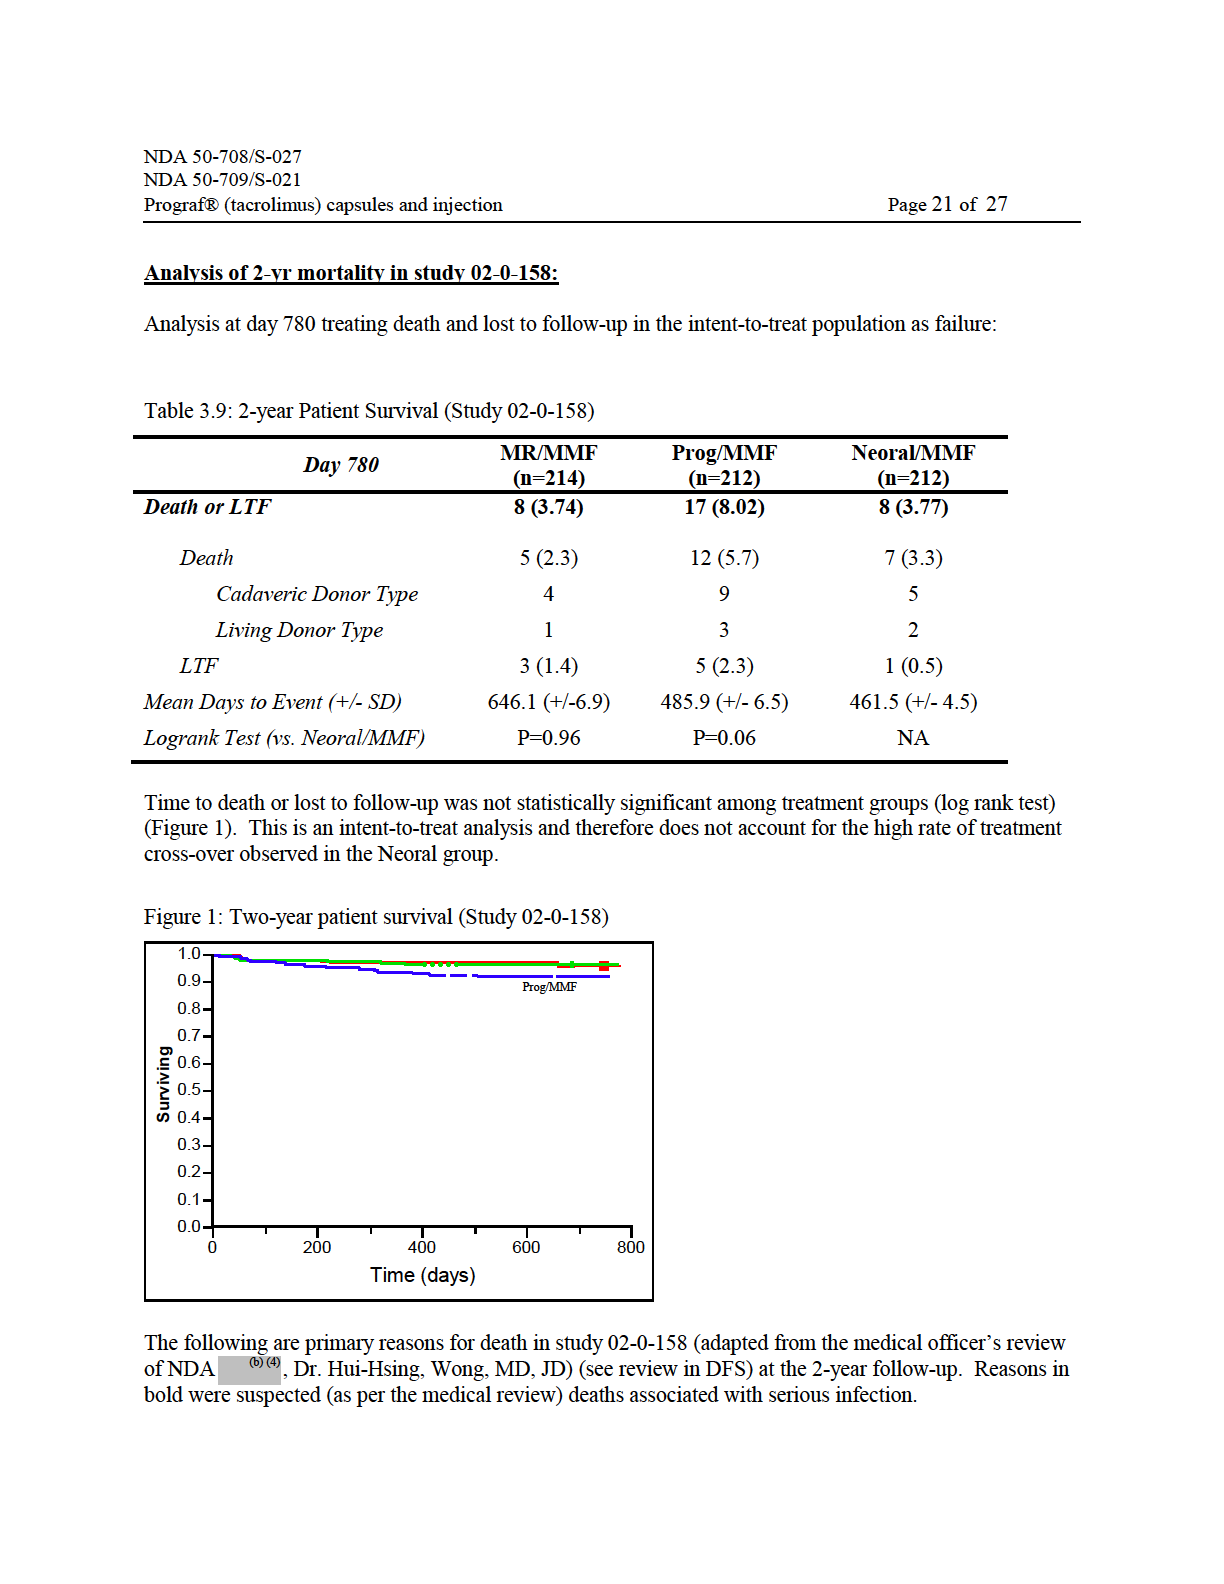 NDA 50-708/S-027
NDA 50-709/S-021
Prograf® (tacrolimus) capsules and injection Page 21 of 27
Analysis of 2-yr mortality in study 02-0-158:
Analysis at day 780 treating death and lost to follow-up in the intent-to-treat population as failure:
Table 3.9: 2-year Patient Survival (Study 02-0-158)
Day 780 MR/MMF (n=214) Prog/MMF (n=212) Neoral/MMF (n=212)
Death or LTF 8 (3.74) 17 (8.02) 8 (3.77)
Death 5 (2.3) 12 (5.7) 7 (3.3)
Cadaveric Donor Type 4 9 5
Living Donor Type 1 3 2
LTF 3 (1.4) 5 (2.3) 1 (0.5)
Mean Days to Event (+/- SD) 646.1 (+/-6.9) 485.9 (+/- 6.5) 461.5 (+/- 4.5)
Logrank Test (vs. Neoral/MMF) P=0.96 P=0.06 NA
Time to death or lost to follow-up was not statistically significant among treatment groups (log rank test)
(Figure 1). This is an intent-to-treat analysis and therefore does not account for the high rate of treatment
cross-over observed in the Neoral group.
Figure 1: Two-year patient survival (Study 02-0-158)
1.0
0.9
Prog/MMF
0.8
0.7
0.6
0.5
0.4
0.3
0.2
0.1
0.0
Surviving
0 200 400 600 800
Time (days)
The following are primary reasons for death in study 02-0-158 (adapted from the medical officer's review
of NDA (b) (4), Dr. Hui-Hsing, Wong, MD, JD) (see review in DFS) at the 2-year follow-up. Reasons in
bold were suspected (as per the medical review) deaths associated with serious infection.